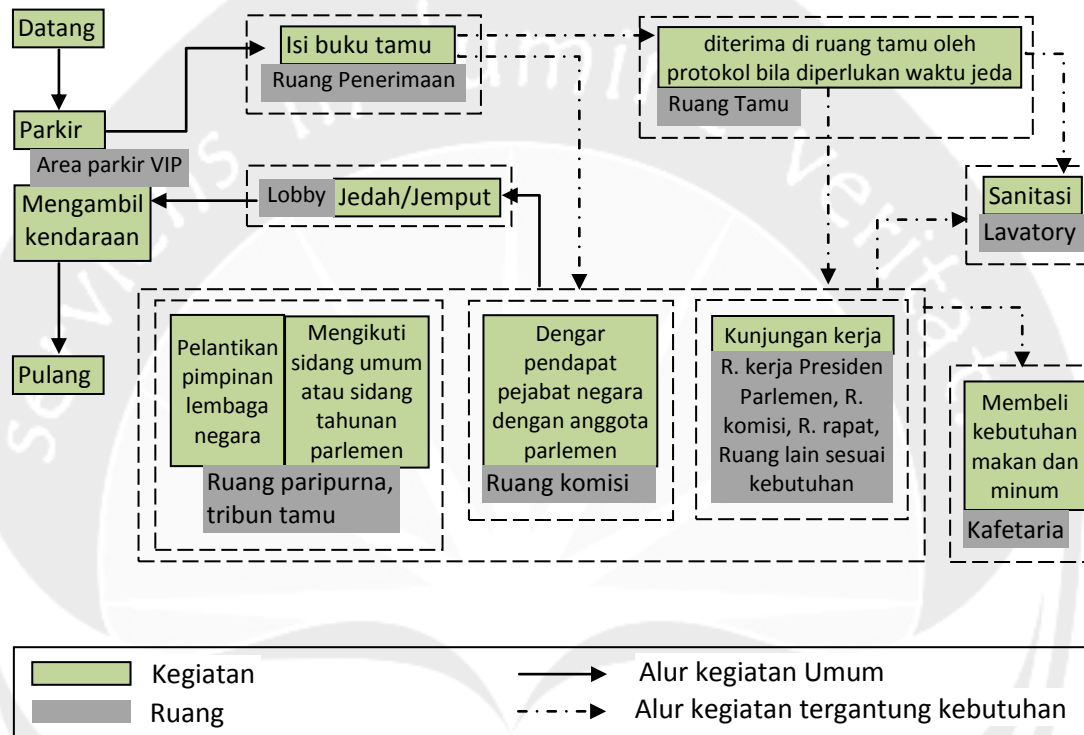 Datang
Parkir
Area parkir VIP
Mengambil
kendaraan
Pulang
Isi buku tamu
Ruang Penerimaan
diterima di ruang tamu oleh
protokol bila diperlukan waktu jeda
Ruang Tamu
Lobby
Jedah/Jemput
Sanitasi
Lavatory
Pelantikan
pimpinan
lembaga
negara
Mengikuti
sidang umum
atau sidang
tahunan
parlemen
Ruang paripurna,
tribun tamu
Dengar
pendapat
pejabat negara
dengan anggota
parlemen
Ruang komisi
Kunjungan kerja
R. kerja Presiden
Parlemen, R.
komisi, R. rapat,
Ruang lain sesuai
kebutuhan
Membeli
kebutuhan
makan dan
minum
Kafetaria
Kegiatan
Ruang
Alur kegiatan Umum
Alur kegiatan tergantung kebutuhan